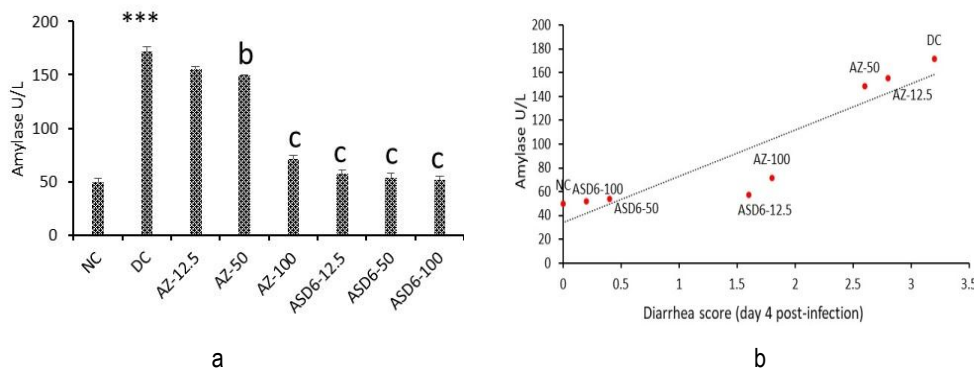 200
150
100
50
0
Amylase U/L
***
b
c
c
c
c
NC
DC
AZ-12.5
AZ-50
AZ-100
ASD6-12.5
ASD6-50
ASD6-100
a
200
180
160
140
120
100
80
60
40
20
0
Amylase U/L
DC
AZ-50
AZ-12.5
AZ-100
NC
ASD6-100
ASD6-50
ASD6-12.5
0
0.5
1
1.5
2
2.5
3
3.5
Diarrhea score (day 4 post-infection)
b